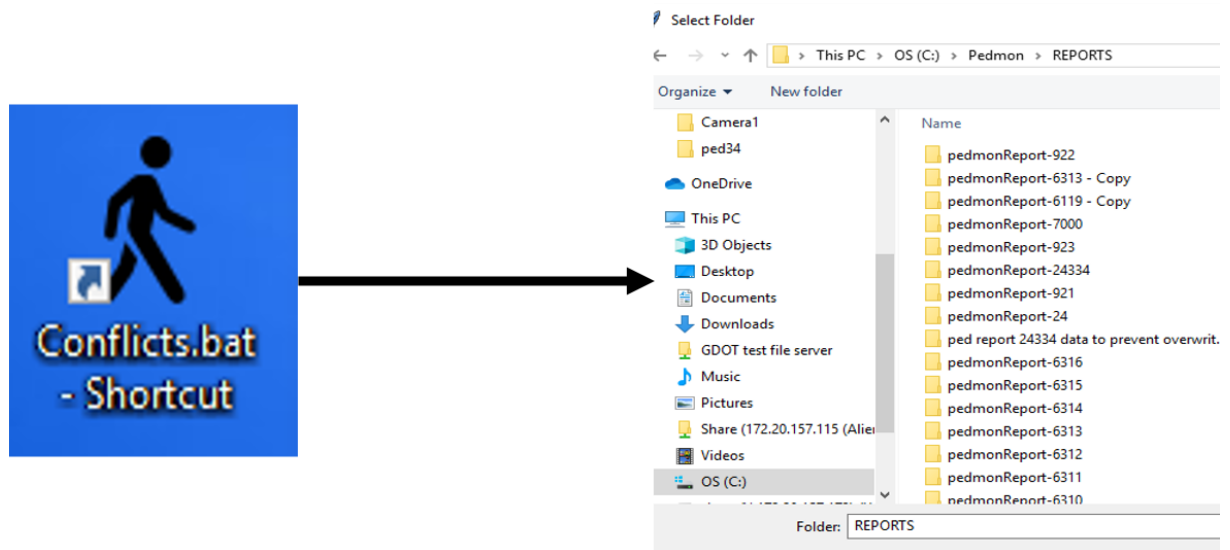 Conflicts.bat
- Shortcut
Select Folder
This PC > OS (C:) > Pedmon > REPORTS
Organize New folder
Camera1
ped34
OneDrive
This PC
3D Objects
Desktop
Documents
Downloads
GDOT test file server
Music
Pictures
Share (172.20.157.115 (Alie
Videos
OS (C:)
Name
pedmonReport-922
pedmonReport-6313 - Copy
pedmonReport-6119 - Copy
pedmonReport-7000
pedmonReport-923
pedmonReport-24334
pedmonReport-921
pedmonReport-24
ped report 24334 data to prevent overwrit.
pedmonReport-6316
pedmonReport-6315
pedmonReport-6314
pedmonReport-6313
pedmonReport-6312
pedmonReport-6311
pedmonReport-6310
Folder: REPORTS